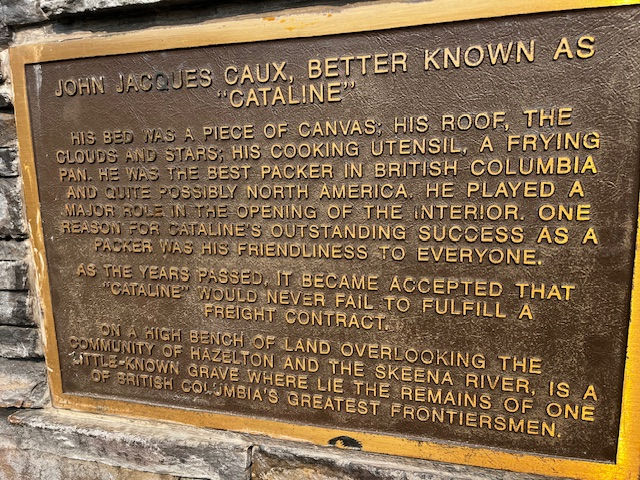 JOHN JACQUES CAUX, BETTER KNOWN AS
"CATALINE"
HIS BED WAS A PIECE OF CANVAS; HIS ROOF, THE
CLOUDS AND STARS; HIS COOKING UTENSIL, A FRYING
PAN. HE WAS THE BEST PACKER IN BRITISH COLUMBIA
AND QUITE POSSIBLY NORTH AMERICA. HE PLAYED A
MAJOR ROLE IN THE OPENING OF THE INTERIOR. ONE
REASON FOR CATALINE'S OUTSTANDING SUCCESS AS A
PACKER WAS HIS FRIENDLINESS TO EVERYONE.
AS THE YEARS PASSED, IT BECAME ACCEPTED THAT
"CATALINE" WOULD NEVER FAIL TO FULFILL A
FREIGHT CONTRACT.
ON A HIGH BENCH OF LAND OVERLOOKING THE
COMMUNITY OF HAZELTON AND THE SKEENA RIVER, IS A
LITTLE-KNOWN GRAVE WHERE LIE THE REMAINS OF ONE
OF BRITISH COLUMBIA'S GREATEST FRONTIERSMEN.